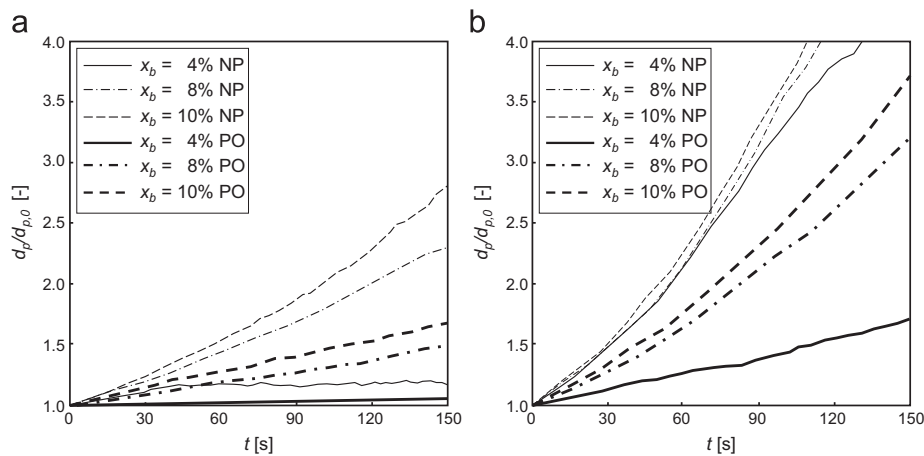 a
4.0
3.5
3.0
2.5
2.0
1.5
1.0
d_p/d_{p,0} [-]
x_b = 4% NP
x_b = 8% NP
x_b = 10% NP
x_b = 4% PO
x_b = 8% PO
x_b = 10% PO
0 30 60 90 120 150
t [s]
b
4.0
3.5
3.0
2.5
2.0
1.5
1.0
d_p/d_{p,0} [-]
x_b = 4% NP
x_b = 8% NP
x_b = 10% NP
x_b = 4% PO
x_b = 8% PO
x_b = 10% PO
0 30 60 90 120 150
t [s]